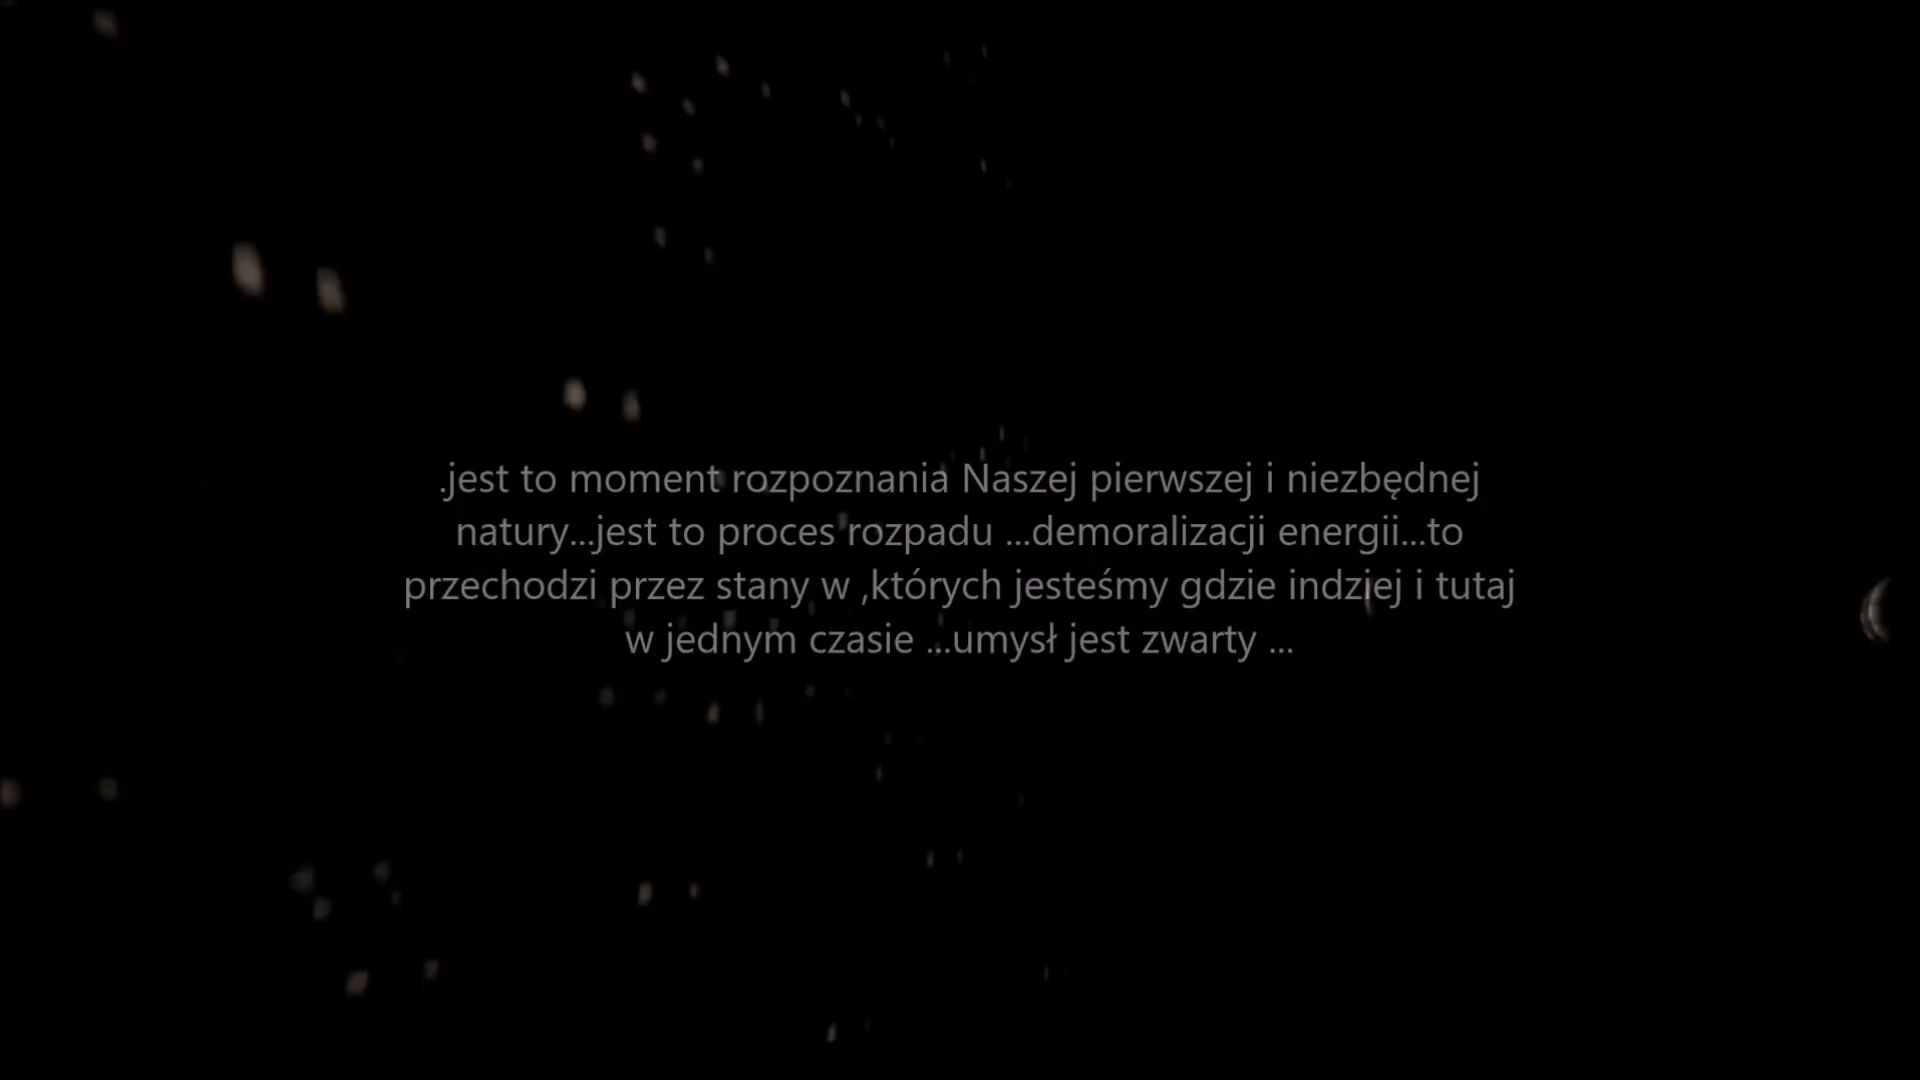 .jest to moment rozpoznania Naszej pierwszej i niezbędnej
natury...jest to proces rozpadu ...demoralizacji energii...to
przechodzi przez stany w ,których jesteśmy gdzie indziej i tutaj
w jednym czasie ...umysł jest zwarty ...